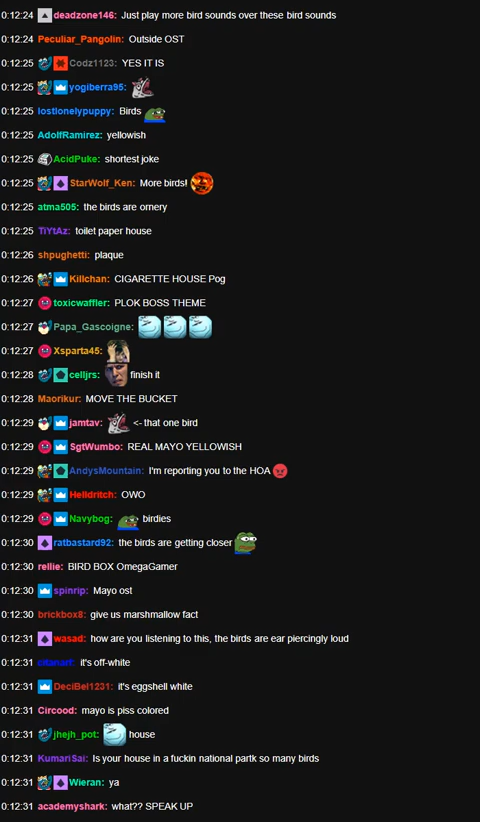 0:12:24 deadzone146: Just play more bird sounds over these bird sounds
0:12:24 Peculiar_Pangolin: Outside OST
0:12:25 Codz1123: YES IT IS
0:12:25 yogiberra95:
0:12:25 lostlonelypuppy: Birds
0:12:25 AdolfRamirez: yellowish
0:12:25 AcidPuke: shortest joke
0:12:25 StarWolf_Ken: More birds!
0:12:25 atma505: the birds are ornery
0:12:25 TiYtAz: toilet paper house
0:12:26 shpughetti: plaque
0:12:26 Killchan: CIGARETTE HOUSE Pog
0:12:27 toxicwaffler: PLOK BOSS THEME
0:12:27 Papa_Gascoigne:
0:12:27 Xsparta45:
0:12:28 celljrs: finish it
0:12:28 Maorikur: MOVE THE BUCKET
0:12:29 jamtav: <- that one bird
0:12:29 SgtWumbo: REAL MAYO YELLOWISH
0:12:29 AndysMountain: I'm reporting you to the HOA
0:12:29 Helldritch: OWO
0:12:29 Navybog: birdies
0:12:30 ratbastard92: the birds are getting closer
0:12:30 rellie: BIRD BOX OmegaGamer
0:12:30 spinrip: Mayo ost
0:12:30 brickbox8: give us marshmallow fact
0:12:31 wasad: how are you listening to this, the birds are ear piercingly loud
0:12:31 it's off-white
0:12:31 DeciBel1231: it's eggshell white
0:12:31 Circood: mayo is piss colored
0:12:31 jhejh_pot: house
0:12:31 KumariSai: Is your house in a fuckin national partk so many birds
0:12:31 Wieran: ya
0:12:31 academyshark: what?? SPEAK UP